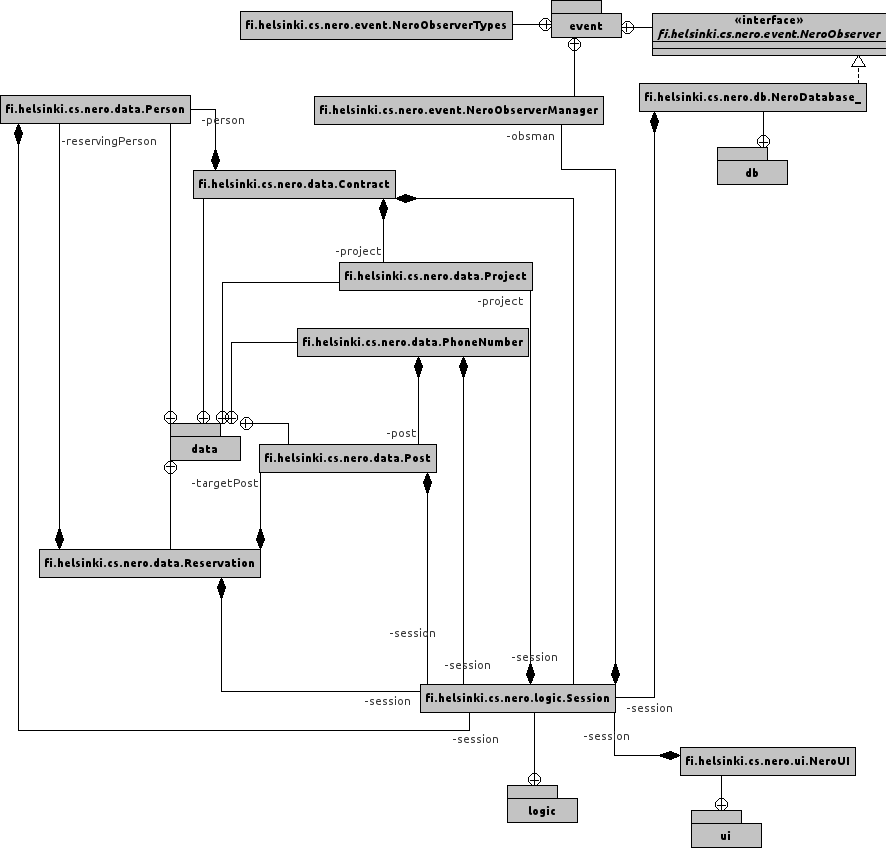 «interface»
fi.helsinki.cs.nero.event.NeroObserverTypes
event
fi.helsinki.cs.nero.event.NeroObserver
fi.helsinki.cs.nero.data.Person
fi.helsinki.cs.nero.event.NeroObserverManager
fi.helsinki.cs.nero.db.NeroDatabase_
-person
-obsman
-reservingPerson
db
fi.helsinki.cs.nero.data.Contract
-project
fi.helsinki.cs.nero.data.Project
-project
fi.helsinki.cs.nero.data.PhoneNumber
-post
data
fi.helsinki.cs.nero.data.Post
-targetPost
fi.helsinki.cs.nero.data.Reservation
-session
-session
-session
fi.helsinki.cs.nero.logic.Session
-session
-session
-session
-session
fi.helsinki.cs.nero.ui.NeroUI
logic
ui